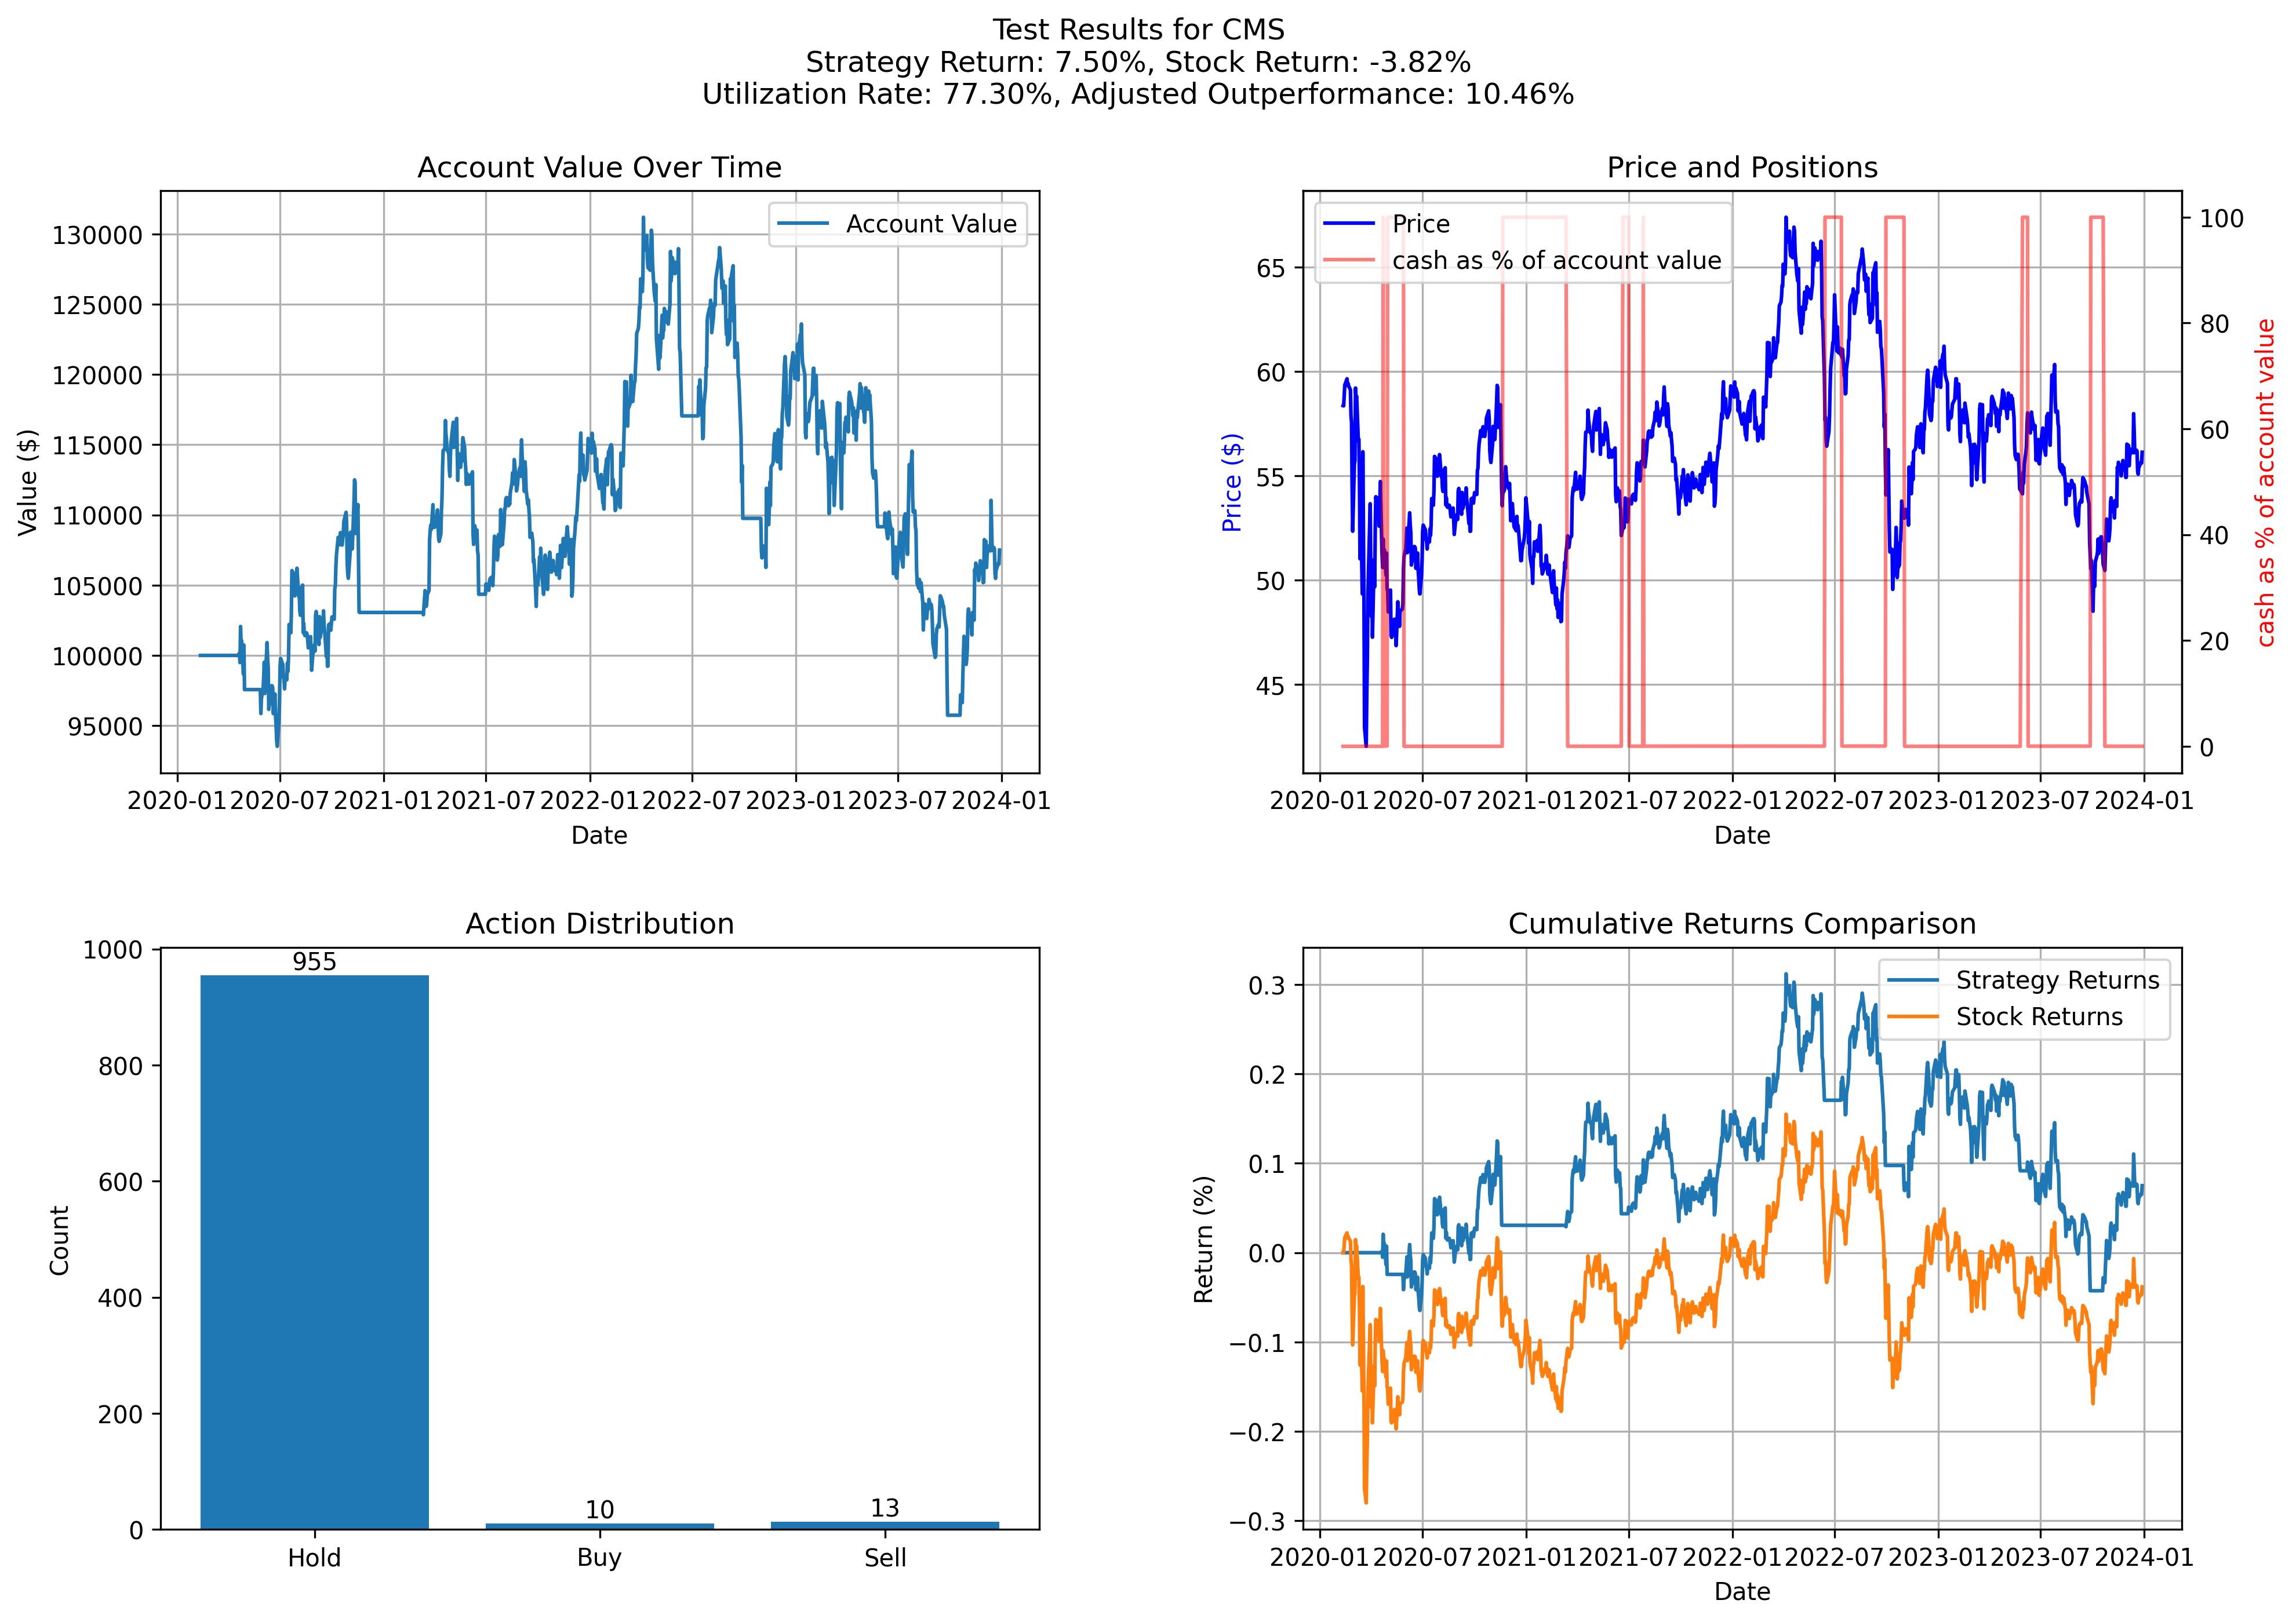 Test Results for CMS
Strategy Return: 7.50%, Stock Return: -3.82%
Utilization Rate: 77.30%, Adjusted Outperformance: 10.46%
Account Value Over Time
Account Value
Value ($)
130000
125000
120000
115000
110000
105000
100000
95000
2020-01 2020-07 2021-01 2021-07 2022-01 2022-07 2023-01 2023-07 2024-01
Date
Price and Positions
Price
cash as % of account value
Price ($)
65
60
55
50
45
100
80
60
40
20
0
cash as % of account value
2020-01 2020-07 2021-01 2021-07 2022-01 2022-07 2023-01 2023-07 2024-01
Date
Action Distribution
Count
1000
800
600
400
200
0
955
10
13
Hold Buy Sell
Cumulative Returns Comparison
Strategy Returns
Stock Returns
Return (%)
0.3
0.2
0.1
0.0
−0.1
−0.2
−0.3
2020-01 2020-07 2021-01 2021-07 2022-01 2022-07 2023-01 2023-07 2024-01
Date